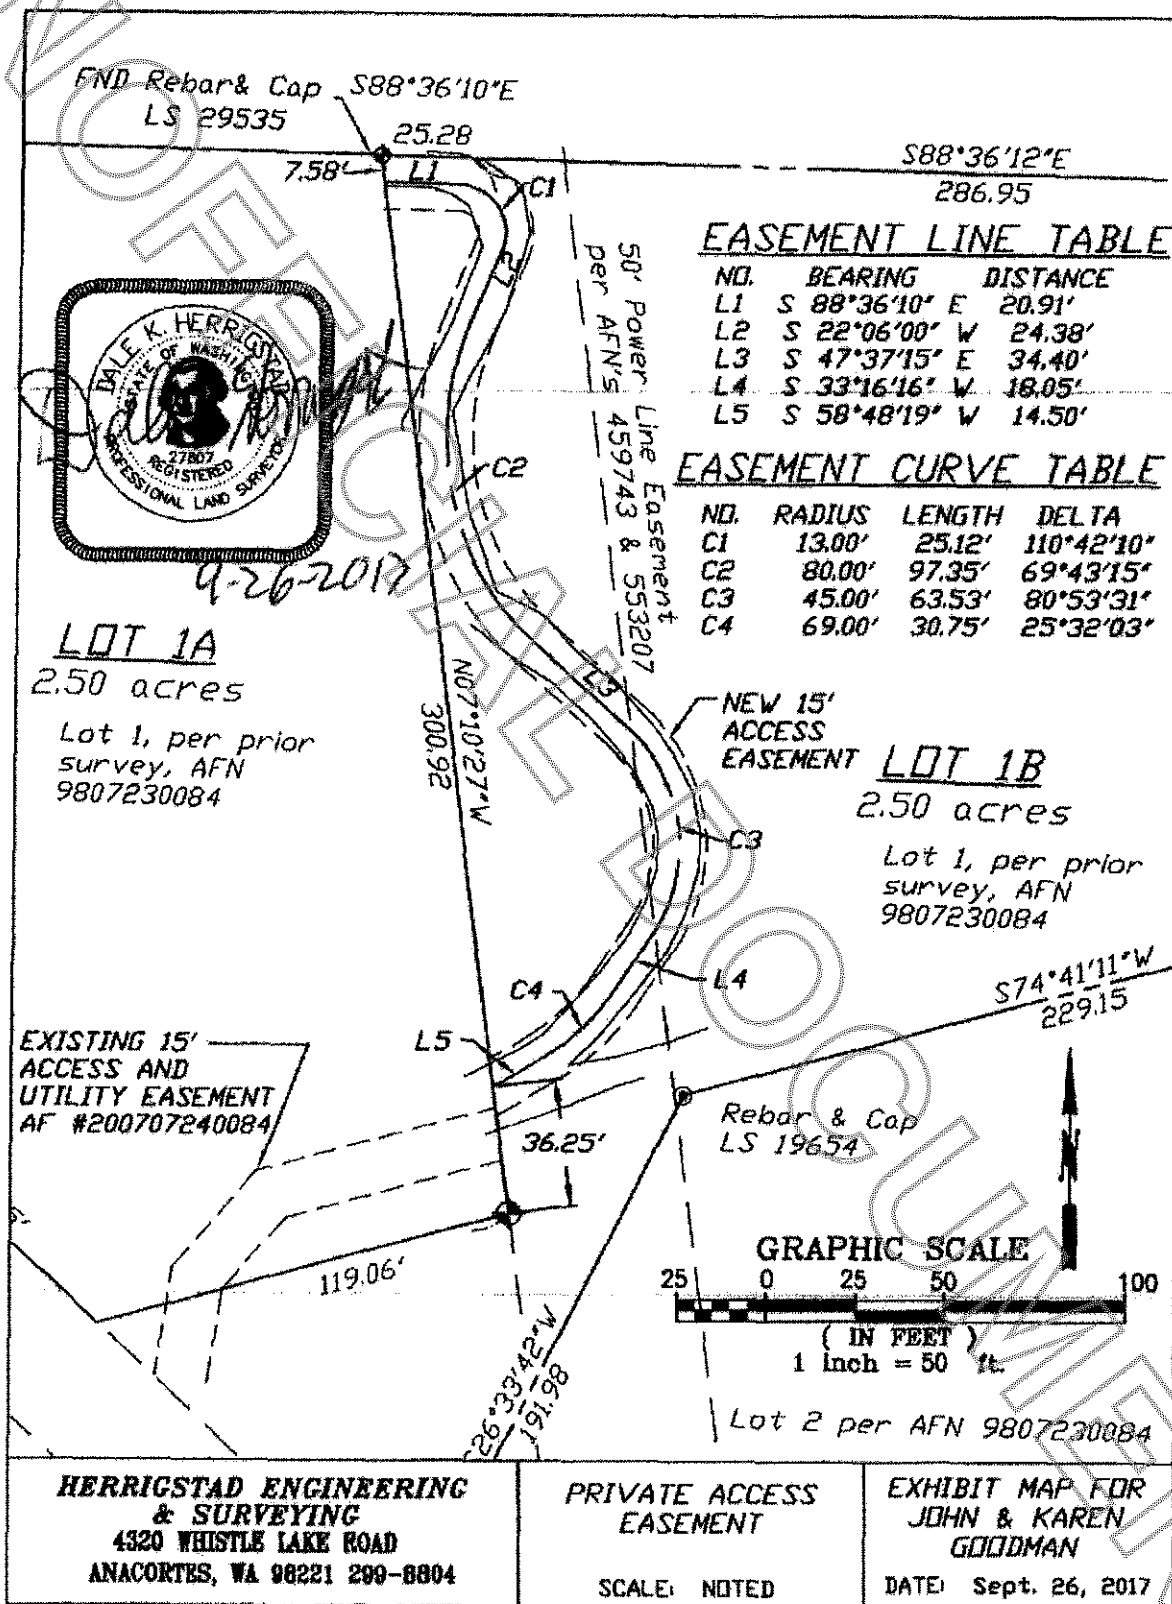 FND Rebar & Cap
LS 29535
S88°36'10"E
25.28
7.58'
L1
C1
L2
S88°36'12"E
286.95
EASEMENT LINE TABLE
NO. BEARING DISTANCE
L1 S 88°36'10" E 20.91'
L2 S 22°06'00" W 24.38'
L3 S 47°37'15" E 34.40'
L4 S 33°16'16" W 18.05'
L5 S 58°48'19" W 14.50'
EASEMENT CURVE TABLE
NO. RADIUS LENGTH DELTA
C1 13.00' 25.12' 110°42'10"
C2 80.00' 97.35' 69°43'15"
C3 45.00' 63.53' 80°53'31"
C4 69.00' 30.75' 25°32'03"
50' Power Line Easement
per AFN's 459743 & 553207
DALE K. HERRIGSTAD
STATE OF WASHINGTON
27807
REGISTERED
PROFESSIONAL LAND SURVEYOR
9-26-2017
C2
LOT 1A
2.50 acres
Lot 1, per prior
survey, AFN
9807230084
N07°10'27"W
300.92
L3
NEW 15'
ACCESS
EASEMENT
LOT 1B
2.50 acres
Lot 1, per prior
survey, AFN
9807230084
C3
L4
C4
L5
S74°41'11"W
229.15
EXISTING 15'
ACCESS AND
UTILITY EASEMENT
AF #200707240084
36.25'
Rebar & Cap
LS 19654
N
119.06'
GRAPHIC SCALE
25 0 25 50 100
( IN FEET )
1 inch = 50 ft.
26°33'42"W
191.98
Lot 2 per AFN 9807230084
HERRIGSTAD ENGINEERING
& SURVEYING
4320 WHISTLE LAKE ROAD
ANACORTES, WA 98221 299-8804
PRIVATE ACCESS
EASEMENT
SCALE: NOTED
EXHIBIT MAP FOR
JOHN & KAREN
GOODMAN
DATE: Sept. 26, 2017
UNOFFICIAL DOCUMENT